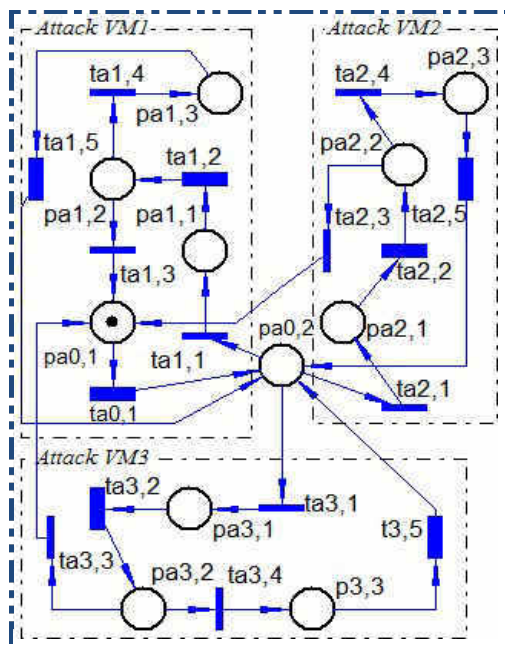 Attack VM1
ta1,4
pa1,3
ta1,5
ta1,2
pa1,2
pa1,1
ta1,3
pa0,1
ta1,1
ta0,1
pa0,2
Attack VM2
pa2,3
ta2,4
pa2,2
ta2,3
ta2,5
ta2,2
pa2,1
ta2,1
Attack VM3
ta3,2
pa3,1
ta3,1
t3,5
ta3,3
pa3,2
ta3,4
p3,3